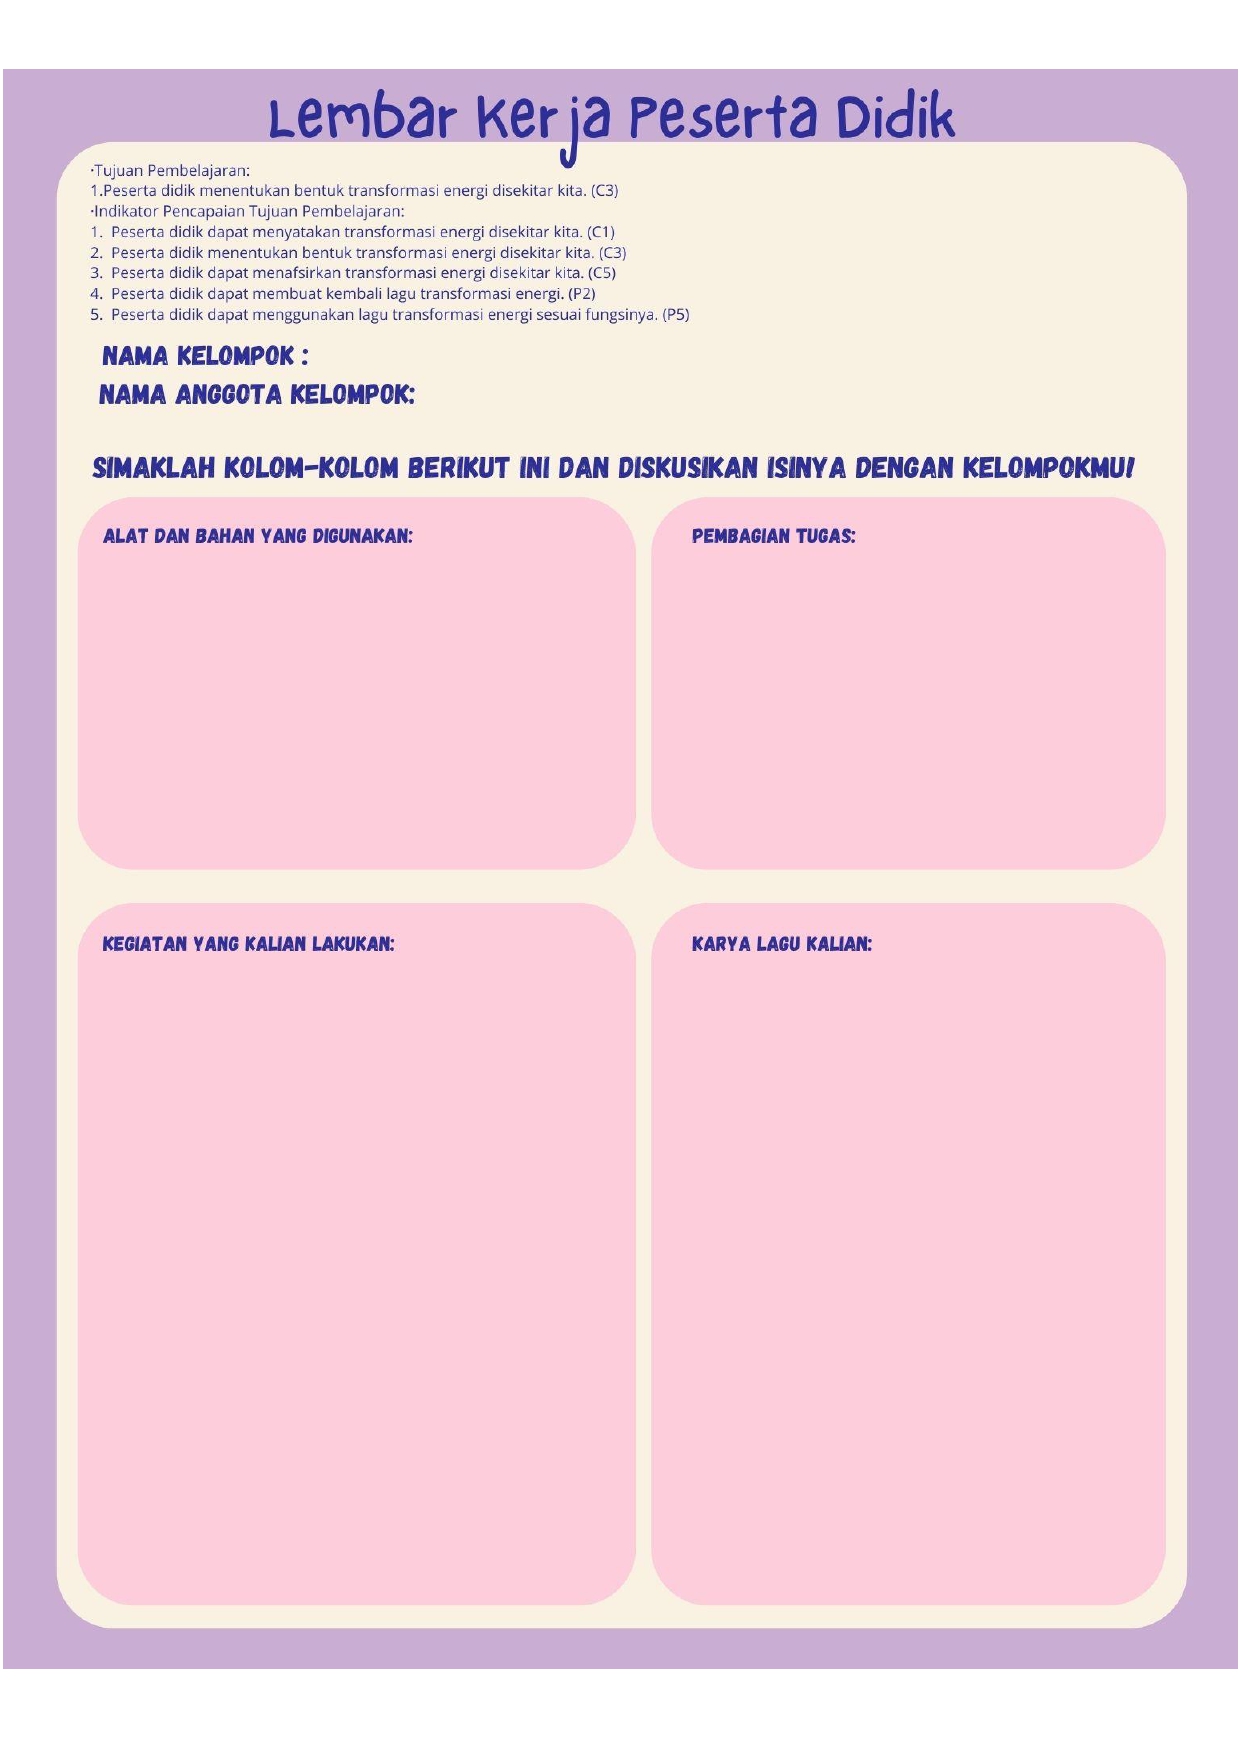 Lembar Kerja Peserta Didik
·Tujuan Pembelajaran:
1.Peserta didik menentukan bentuk transformasi energi disekitar kita. (C3)
·Indikator Pencapaian Tujuan Pembelajaran:
1. Peserta didik dapat menyatakan transformasi energi disekitar kita. (C1)
2. Peserta didik menentukan bentuk transformasi energi disekitar kita. (C3)
3. Peserta didik dapat menafsirkan transformasi energi disekitar kita. (C5)
4. Peserta didik dapat membuat kembali lagu transformasi energi. (P2)
5. Peserta didik dapat menggunakan lagu transformasi energi sesuai fungsinya. (P5)
NAMA KELOMPOK :
NAMA ANGGOTA KELOMPOK:
SIMAKLAH KOLOM-KOLOM BERIKUT INI DAN DISKUSIKAN ISINYA DENGAN KELOMPOKMU!
ALAT DAN BAHAN YANG DIGUNAKAN:
PEMBAGIAN TUGAS:
KEGIATAN YANG KALIAN LAKUKAN:
KARYA LAGU KALIAN: